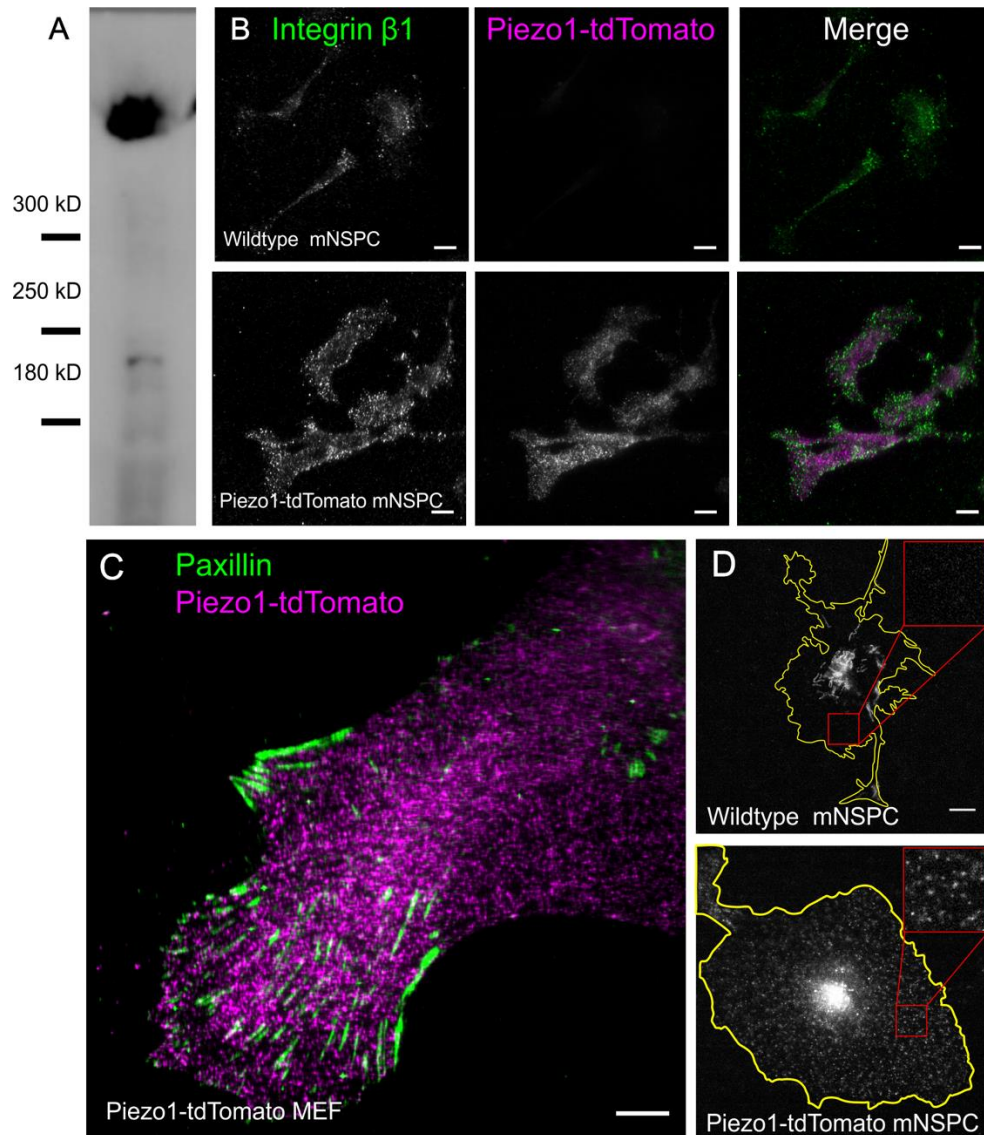 A
300 kD
250 kD
180 kD
B
Integrin β1
Piezo1-tdTomato
Merge
Wildtype mNSPC
Piezo1-tdTomato mNSPC
C
Paxillin
Piezo1-tdTomato
Piezo1-tdTomato MEF
D
Wildtype mNSPC
Piezo1-tdTomato mNSPC